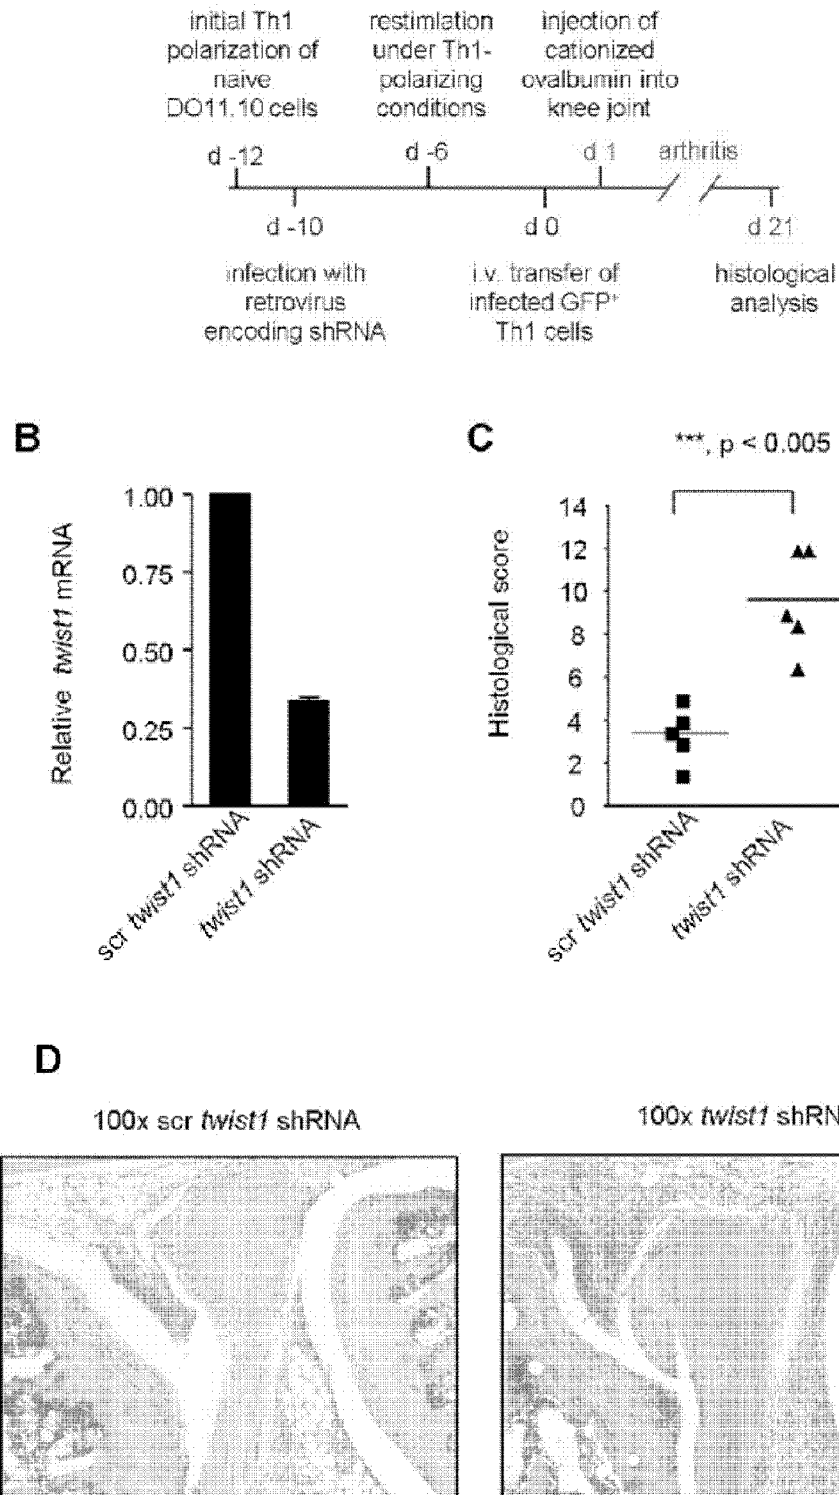 initial Th1
polarization of
naive
DO11.10 cells
restimlation
under Th1-
polarizing
conditions
injection of
cationized
ovalbumin into
knee joint
d -12
d -6
d 1
arthritis
d -10
d 0
d 21
infection with
retrovirus
encoding shRNA
i.v. transfer of
infected GFP⁺
Th1 cells
histological
analysis
B
Relative twist1 mRNA
1.00
0.75
0.50
0.25
0.00
scr twist1 shRNA
twist1 shRNA
C
***, p < 0.005
Histological score
14
12
10
8
6
4
2
0
scr twist1 shRNA
twist1 shRNA
D
100x scr twist1 shRNA
100x twist1 shRN